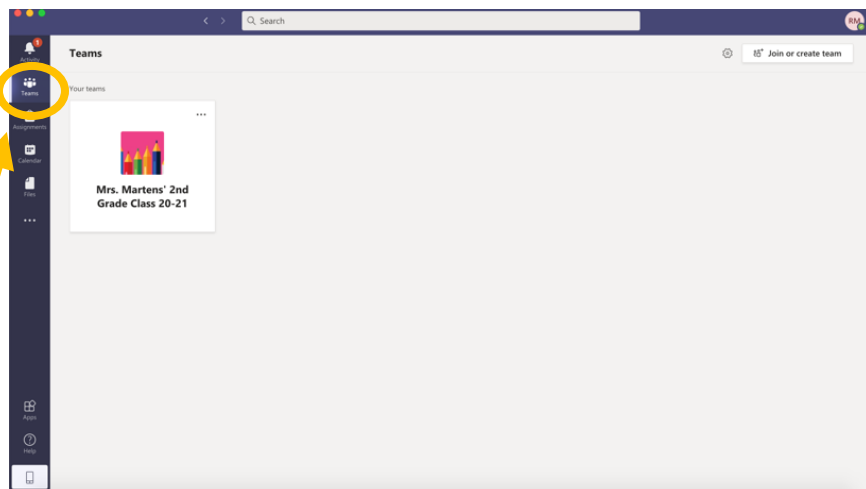 Search
RM
1
Activity
Teams
Assignments
Calendar
Files
Apps
Help
Teams
Join or create team
Your teams
Mrs. Martens' 2nd
Grade Class 20-21